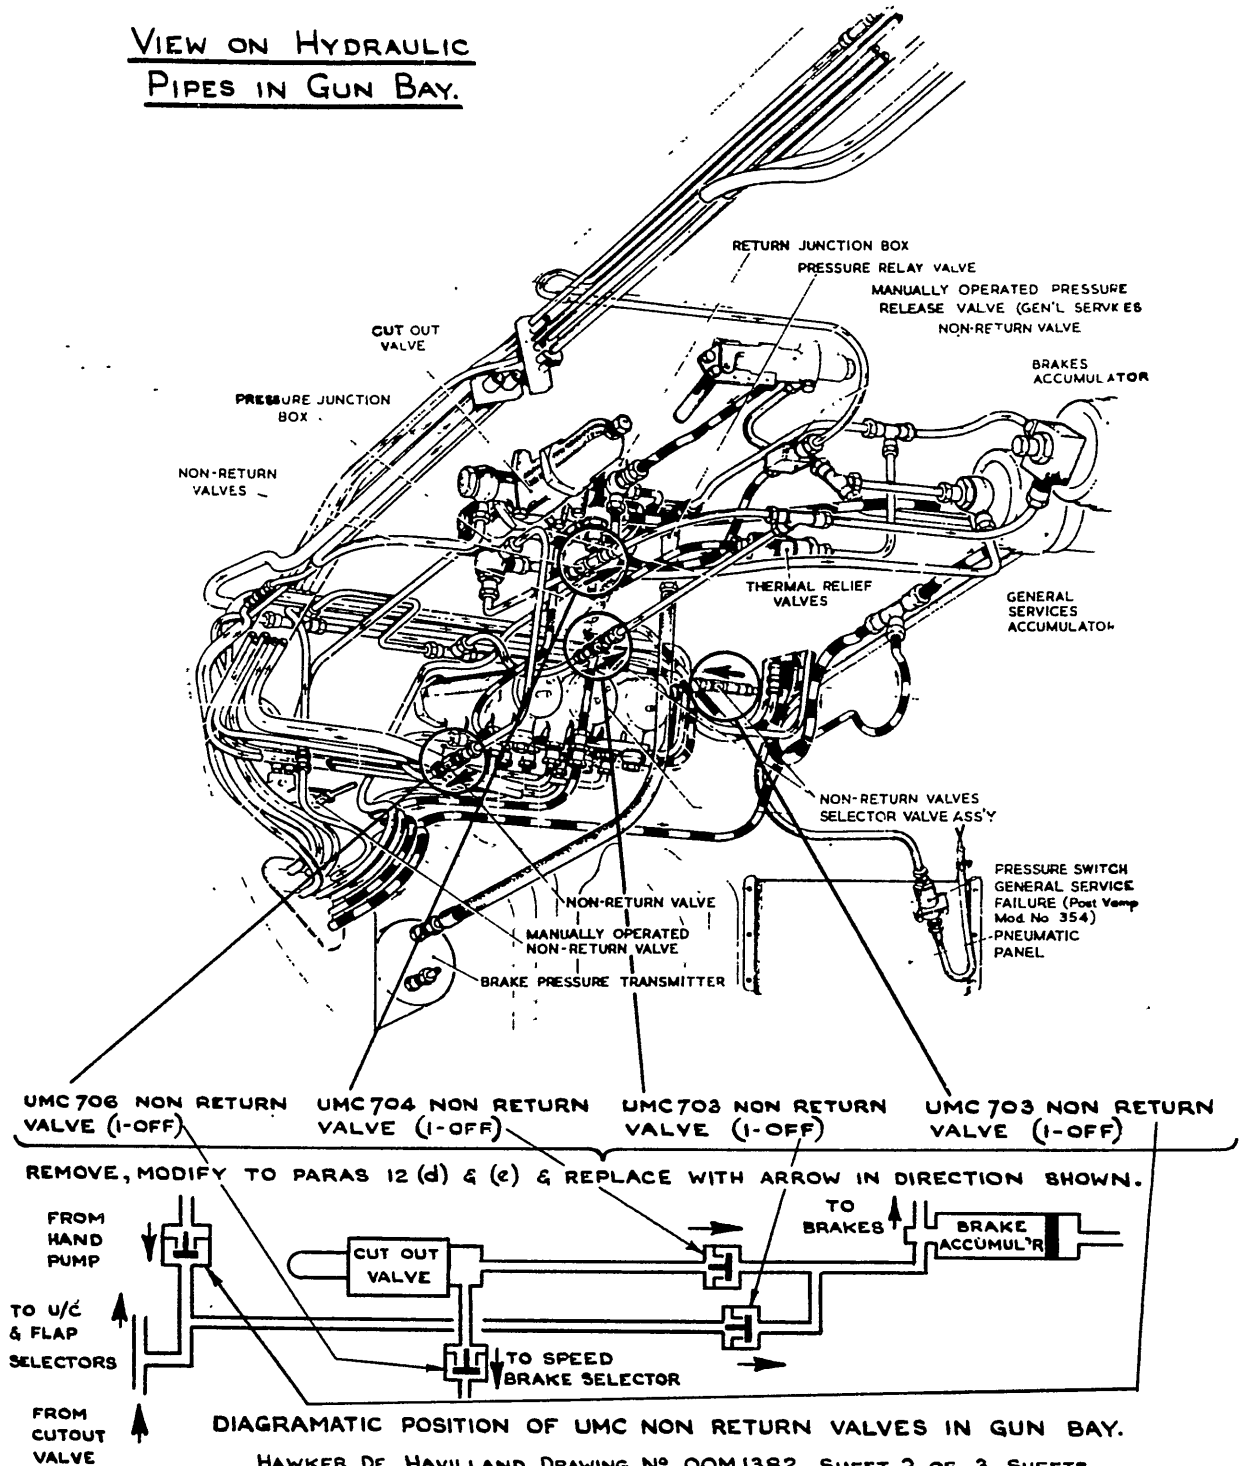 VIEW ON HYDRAULIC
PIPES IN GUN BAY.
RETURN JUNCTION BOX
PRESSURE RELAY VALVE
MANUALLY OPERATED PRESSURE
RELEASE VALVE (GEN'L SERVICES
NON-RETURN VALVE
CUT OUT
VALVE
BRAKES
ACCUMULATOR
PRESSURE JUNCTION
BOX
NON-RETURN
VALVES
THERMAL RELIEF
VALVES
GENERAL
SERVICES
ACCUMULATOR
NON-RETURN VALVES
SELECTOR VALVE ASS'Y
PRESSURE SWITCH
GENERAL SERVICE
FAILURE (Post Vamp
Mod. No 354)
PNEUMATIC
PANEL
NON-RETURN VALVE
MANUALLY OPERATED
NON-RETURN VALVE
BRAKE PRESSURE TRANSMITTER
UMC 706 NON RETURN
VALVE (1-OFF)
UMC 704 NON RETURN
VALVE (1-OFF)
UMC 703 NON RETURN
VALVE (1-OFF)
UMC 703 NON RETURN
VALVE (1-OFF)
REMOVE, MODIFY TO PARAS 12 (d) & (e) & REPLACE WITH ARROW IN DIRECTION SHOWN.
FROM
HAND
PUMP
TO
BRAKES
BRAKE
ACCUMUL'R
CUT OUT
VALVE
TO U/C
& FLAP
SELECTORS
TO SPEED
BRAKE SELECTOR
FROM
CUTOUT
VALVE
DIAGRAMATIC POSITION OF UMC NON RETURN VALVES IN GUN BAY.
HAWKER DE HAVILLAND DRAWING No OOM1382 SHEET 2 OF 3 SHEETS